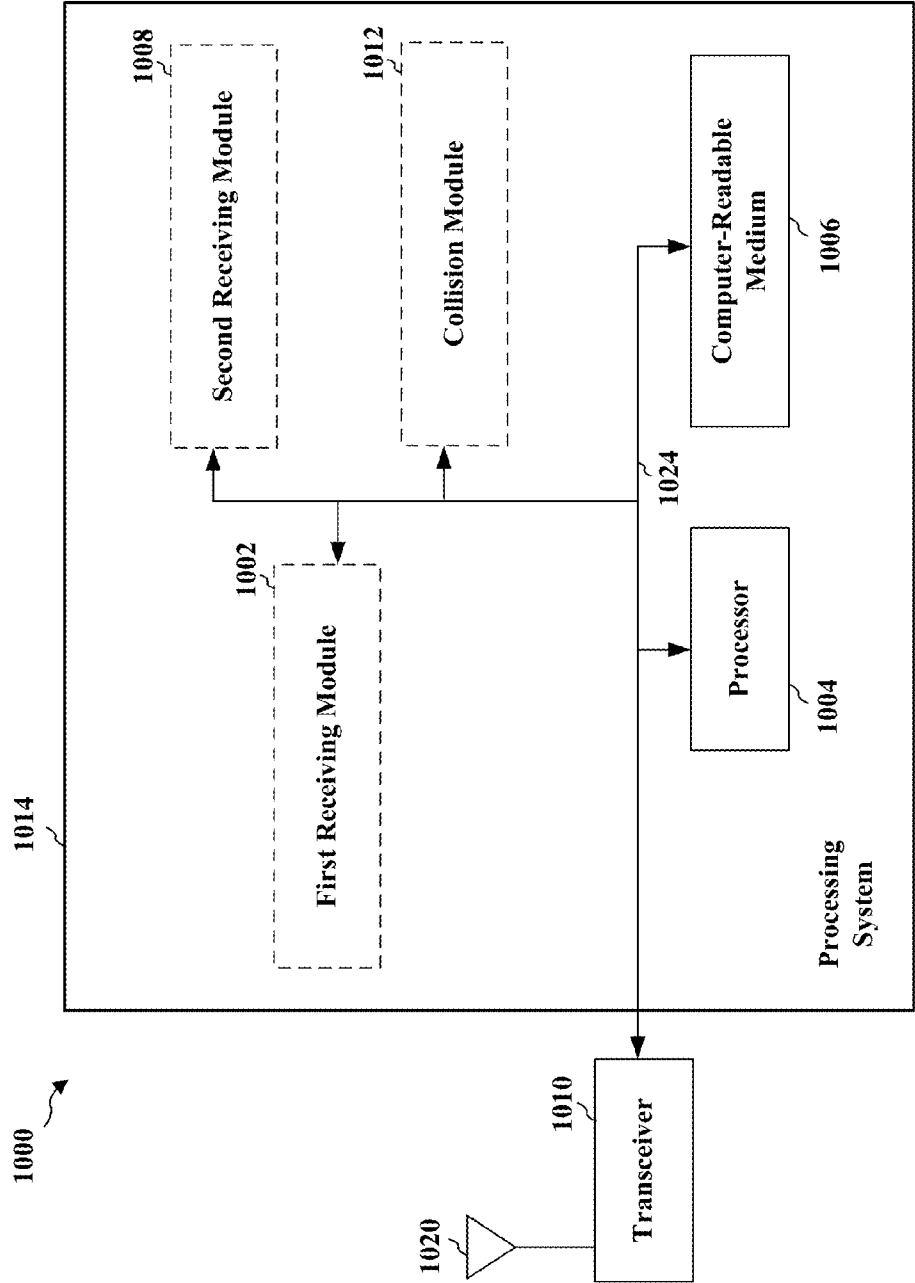 1000
1014
1008
Second Receiving Module
1002
First Receiving Module
1012
Collision Module
1024
1020
1010
Transceiver
Processor
1004
Computer-Readable
Medium
1006
Processing
System